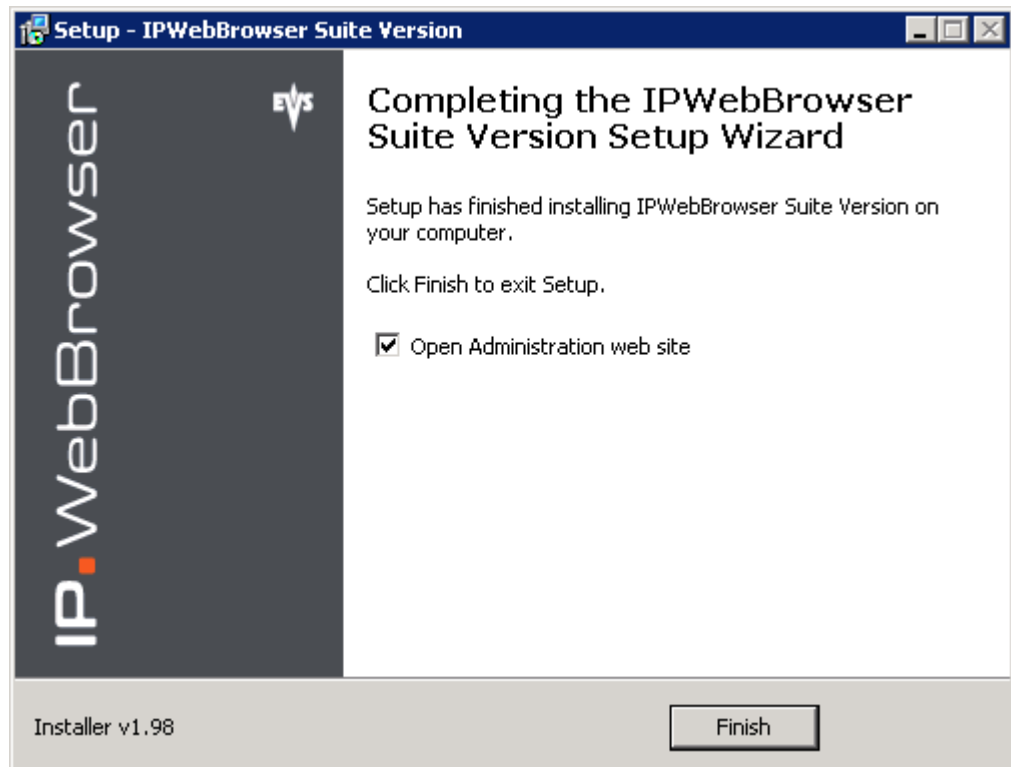 Setup - IPWebBrowser Suite Version
IP.WebBrowser
EVS
Completing the IPWebBrowser
Suite Version Setup Wizard
Setup has finished installing IPWebBrowser Suite Version on
your computer.
Click Finish to exit Setup.
Open Administration web site
Installer v1.98
Finish